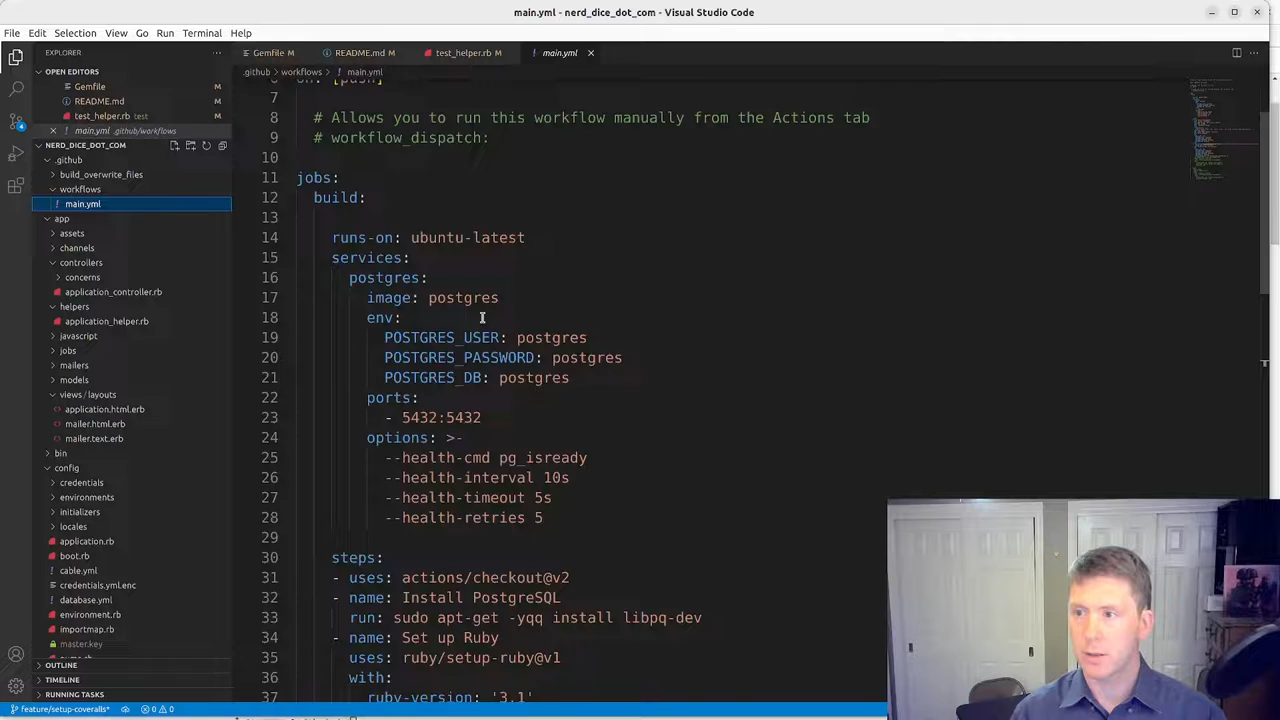 main.yml - nerd_dice_dot_com - Visual Studio Code
File Edit Selection View Go Run Terminal Help
EXPLORER
Gemfile M
README.md M
test_helper.rb M
main.yml
.github
workflows
main.yml
OPEN EDITORS
Gemfile M
README.md M
test_helper.rb test M
main.yml .github/workflows
NERD_DICE_DOT_COM
.github
build_overwrite_files
workflows
main.yml
app
assets
channels
controllers
concerns
application_controller.rb
helpers
application_helper.rb
javascript
jobs
mailers
models
views / layouts
application.html.erb
mailer.html.erb
mailer.text.erb
bin
config
credentials
environments
initializers
locales
application.rb
boot.rb
cable.yml
credentials.yml.enc
database.yml
environment.rb
importmap.rb
master.key
OUTLINE
TIMELINE
RUNNING TASKS
4
on: [push]
7
8 # Allows you to run this workflow manually from the Actions tab
9 # workflow_dispatch:
10
11 jobs:
12 build:
13
14 runs-on: ubuntu-latest
15 services:
16 postgres:
17 image: postgres
18 env:
19 POSTGRES_USER: postgres
20 POSTGRES_PASSWORD: postgres
21 POSTGRES_DB: postgres
22 ports:
23 - 5432:5432
24 options: >-
25 --health-cmd pg_isready
26 --health-interval 10s
27 --health-timeout 5s
28 --health-retries 5
29
30 steps:
31 - uses: actions/checkout@v2
32 - name: Install PostgreSQL
33 run: sudo apt-get -yqq install libpq-dev
34 - name: Set up Ruby
35 uses: ruby/setup-ruby@v1
36 with:
37 ruby-version: '3.1'
feature/setup-coveralls* 0 0